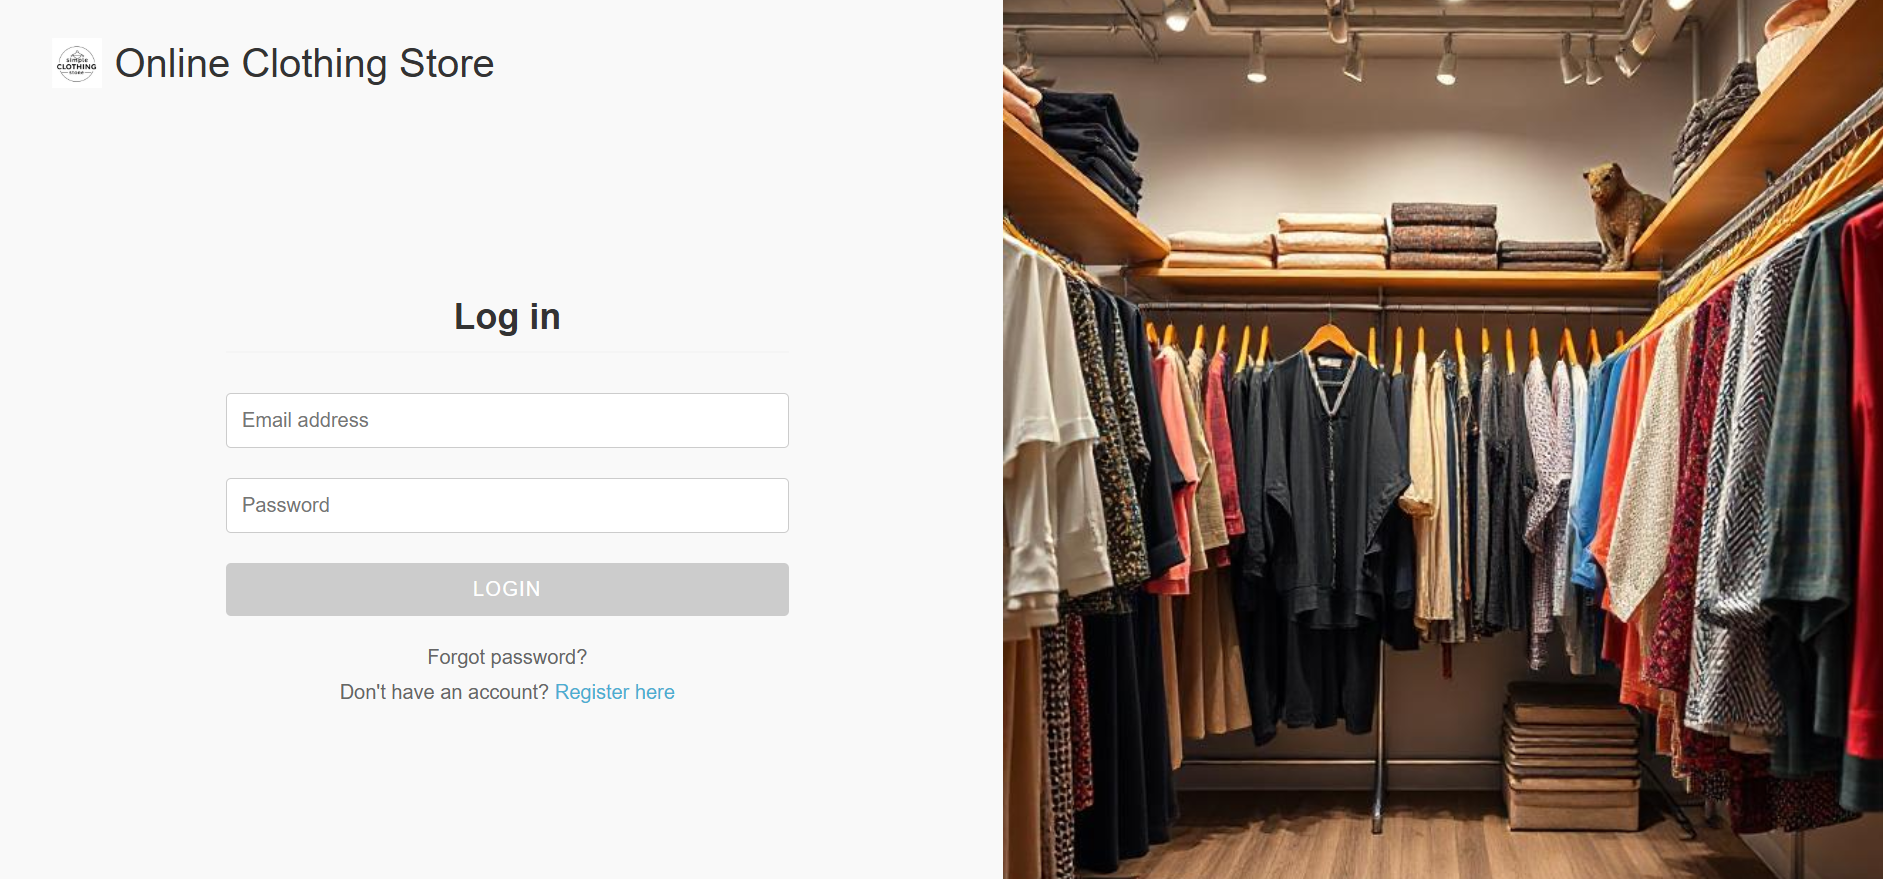 simple
CLOTHING
STORE
Online Clothing Store
Log in
Email address
Password
LOGIN
Forgot password?
Don't have an account? Register here